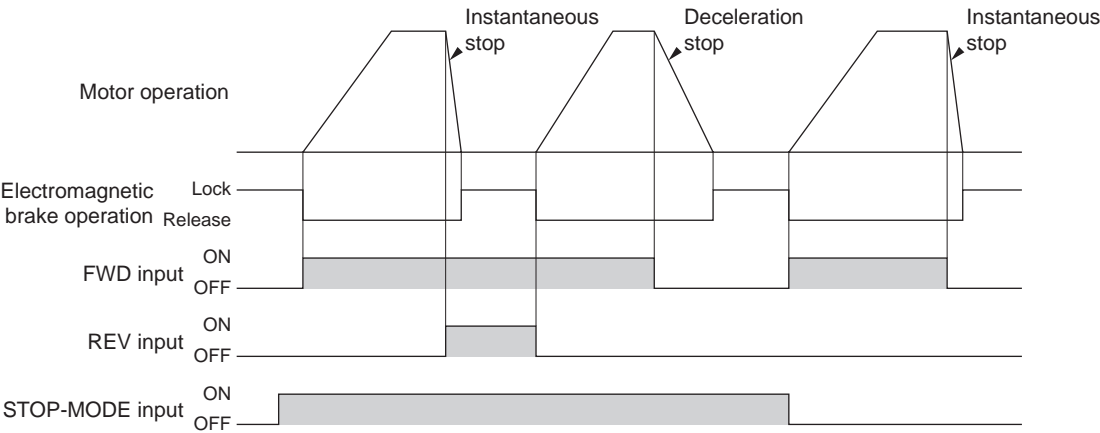 Instantaneous
stop
Deceleration
stop
Instantaneous
stop
Motor operation
Electromagnetic
brake operation
Lock
Release
FWD input
ON
OFF
REV input
ON
OFF
STOP-MODE input
ON
OFF